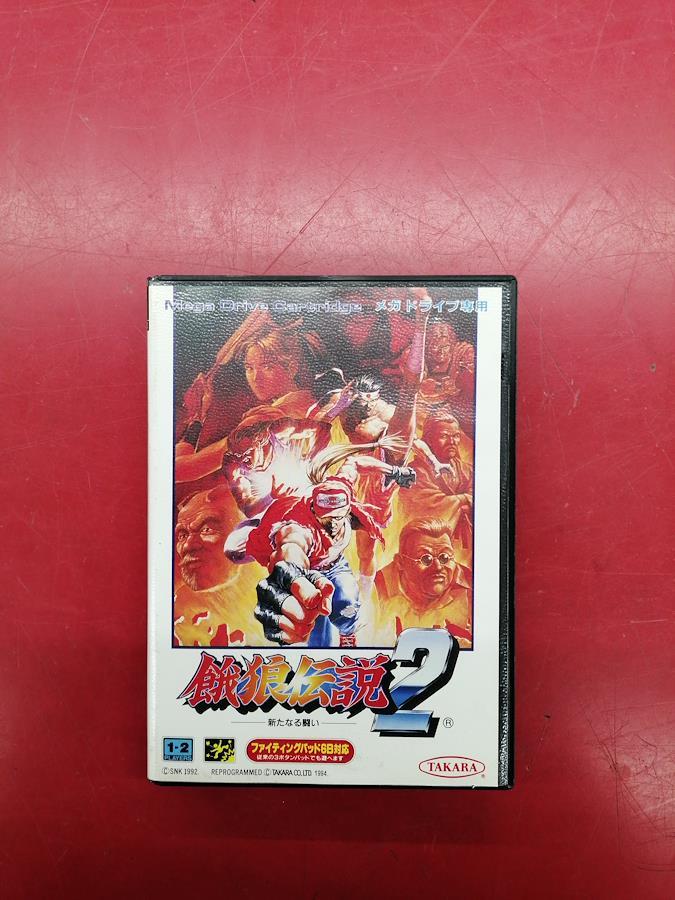 Mega Drive Cartridge メガドライブ専用
餓狼伝説2
®
新たなる闘い
1-2
PLAYERS
ファイティングパッド6B対応
従来の3ボタンパッドでも遊べます
TAKARA®
©SNK 1992. REPROGRAMMED ©TAKARA CO.,LTD. 1994.